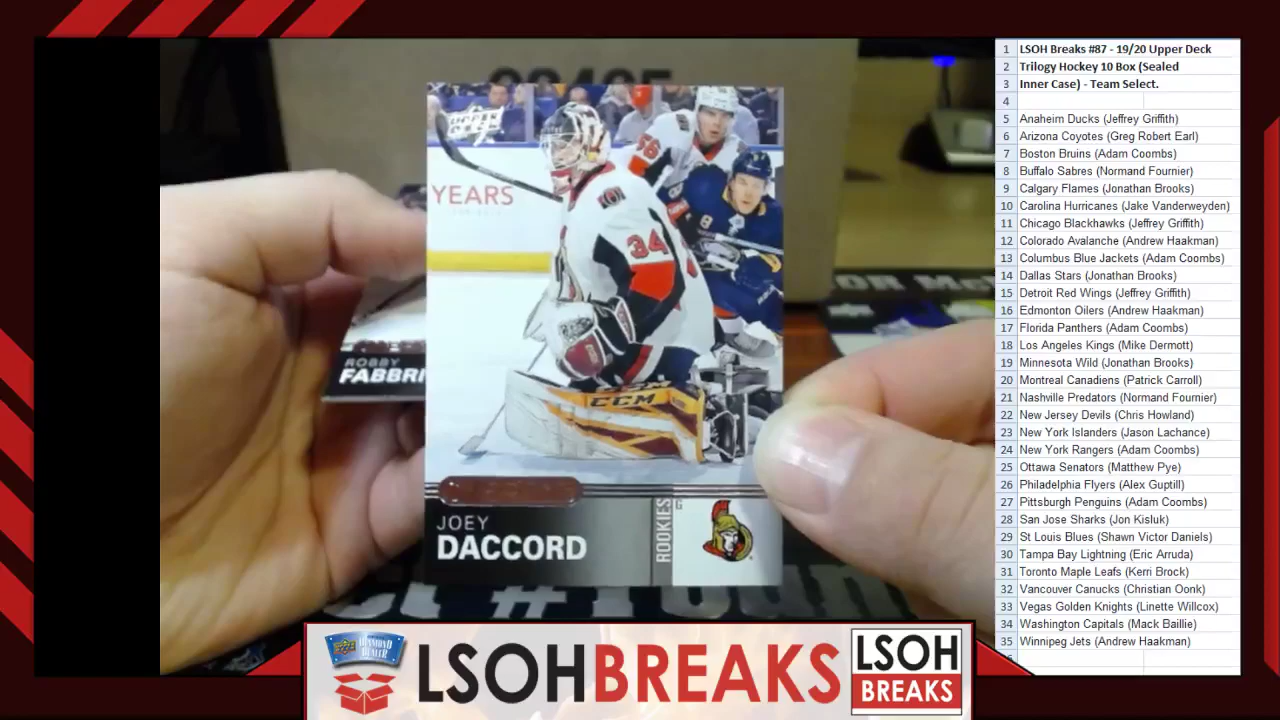 YEARS
34
56
8
CCM
ROBBY
FABBRI
JOEY
DACCORD
ROOKIES
G
1 LSOH Breaks #87 - 19/20 Upper Deck
2 Trilogy Hockey 10 Box (Sealed
3 Inner Case) - Team Select.
4
5 Anaheim Ducks (Jeffrey Griffith)
6 Arizona Coyotes (Greg Robert Earl)
7 Boston Bruins (Adam Coombs)
8 Buffalo Sabres (Normand Fournier)
9 Calgary Flames (Jonathan Brooks)
10 Carolina Hurricanes (Jake Vanderweyden)
11 Chicago Blackhawks (Jeffrey Griffith)
12 Colorado Avalanche (Andrew Haakman)
13 Columbus Blue Jackets (Adam Coombs)
14 Dallas Stars (Jonathan Brooks)
15 Detroit Red Wings (Jeffrey Griffith)
16 Edmonton Oilers (Andrew Haakman)
17 Florida Panthers (Adam Coombs)
18 Los Angeles Kings (Mike Dermott)
19 Minnesota Wild (Jonathan Brooks)
20 Montreal Canadiens (Patrick Carroll)
21 Nashville Predators (Normand Fournier)
22 New Jersey Devils (Chris Howland)
23 New York Islanders (Jason Lachance)
24 New York Rangers (Adam Coombs)
25 Ottawa Senators (Matthew Pye)
26 Philadelphia Flyers (Alex Guptill)
27 Pittsburgh Penguins (Adam Coombs)
28 San Jose Sharks (Jon Kisluk)
29 St Louis Blues (Shawn Victor Daniels)
30 Tampa Bay Lightning (Eric Arruda)
31 Toronto Maple Leafs (Kerri Brock)
32 Vancouver Canucks (Christian Oonk)
33 Vegas Golden Knights (Linette Willcox)
34 Washington Capitals (Mack Baillie)
35 Winnipeg Jets (Andrew Haakman)
DIAMOND
DEALER
LSOHBREAKS
LSOH
BREAKS